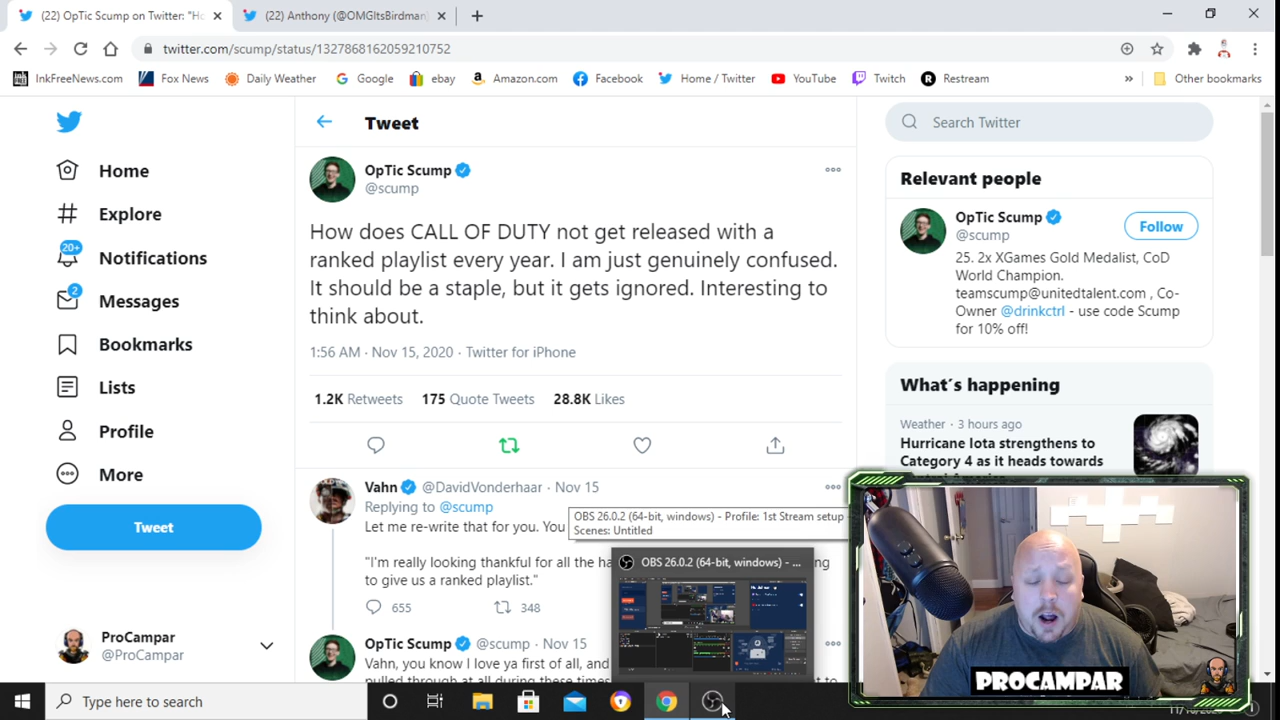 (22) OpTic Scump on Twitter: "Ho
(22) Anthony (@OMGItsBirdman)
twitter.com/scump/status/1327868162059210752
InkFreeNews.com
Fox News
Daily Weather
Google
ebay
Amazon.com
Facebook
Home / Twitter
YouTube
Twitch
Restream
»
Other bookmarks
Home
Explore
20+
Notifications
2
Messages
Bookmarks
Lists
Profile
More
Tweet
ProCampar
@ProCampar
Tweet
OpTic Scump
@scump
How does CALL OF DUTY not get released with a
ranked playlist every year. I am just genuinely confused.
It should be a staple, but it gets ignored. Interesting to
think about.
1:56 AM · Nov 15, 2020 · Twitter for iPhone
1.2K Retweets 175 Quote Tweets 28.8K Likes
Vahn @DavidVonderhaar · Nov 15
Replying to @scump
Let me re-write that for you. You
"I'm really looking thankful for all the ha
to give us a ranked playlist."
655 348
OpTic Scump @scump · Nov 15
Vahn, you know I love ya first of all, and
pulled through at all during these times
OBS 26.0.2 (64-bit, windows) - Profile: 1st Stream setup -
Scenes: Untitled
OBS 26.0.2 (64-bit, windows) - ...
Search Twitter
Relevant people
OpTic Scump
@scump
Follow
25. 2x XGames Gold Medalist, CoD
World Champion.
teamscump@unitedtalent.com , Co-
Owner @drinkctrl - use code Scump
for 10% off!
What's happening
Weather · 3 hours ago
Hurricane Iota strengthens to
Category 4 as it heads towards
PROCAMPAR
Type here to search